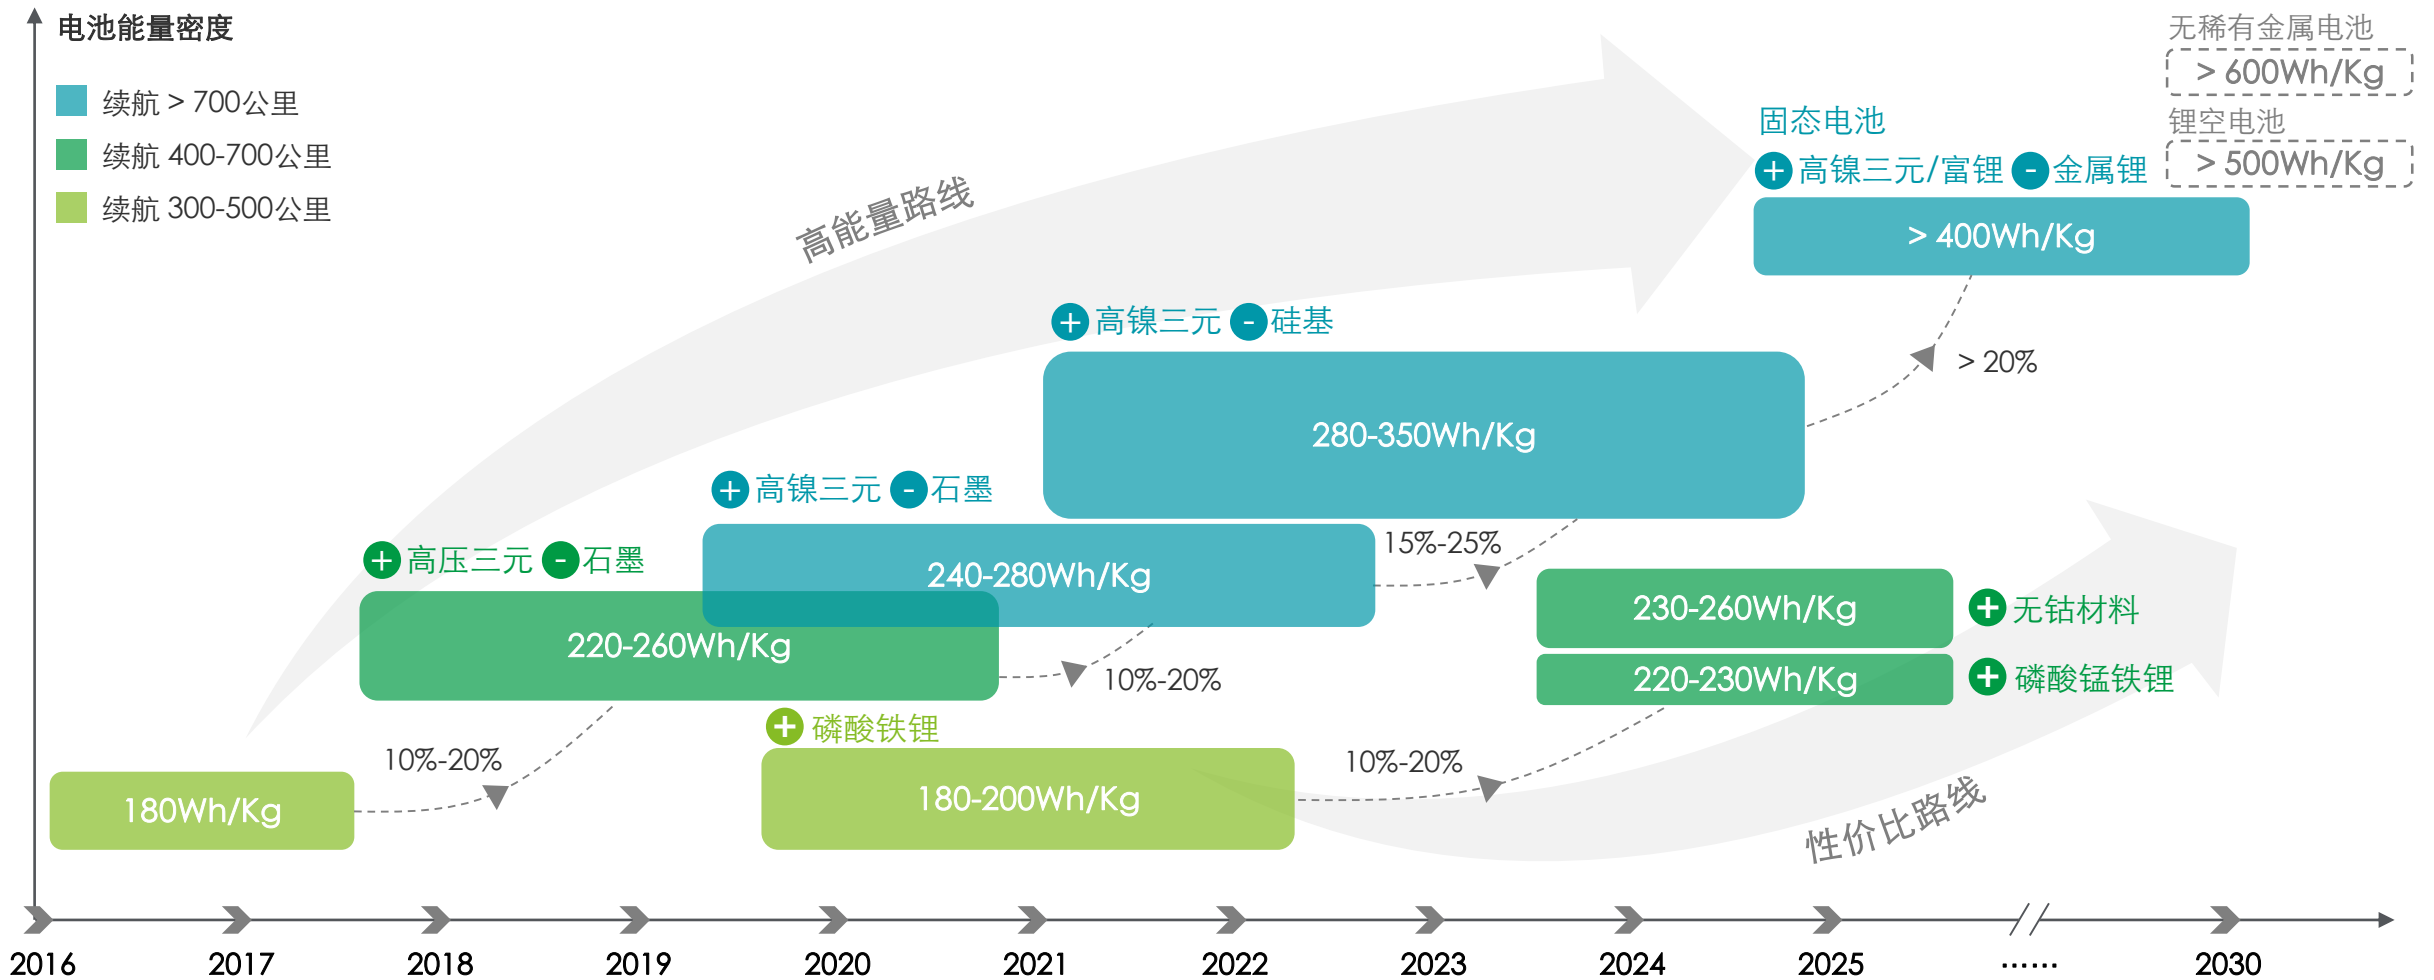 电池能量密度
续航 > 700公里
续航 400-700公里
续航 300-500公里
高能量路线
无稀有金属电池
> 600Wh/Kg
锂空电池
> 500Wh/Kg
固态电池
+ 高镍三元/富锂 - 金属锂
> 400Wh/Kg
> 20%
+ 高镍三元 - 硅基
280-350Wh/Kg
15%-25%
+ 高镍三元 - 石墨
240-280Wh/Kg
10%-20%
+ 高压三元 - 石墨
220-260Wh/Kg
10%-20%
180Wh/Kg
+ 磷酸铁锂
180-200Wh/Kg
10%-20%
230-260Wh/Kg
+ 无钴材料
220-230Wh/Kg
+ 磷酸锰铁锂
性价比路线
2016 2017 2018 2019 2020 2021 2022 2023 2024 2025 …… 2030